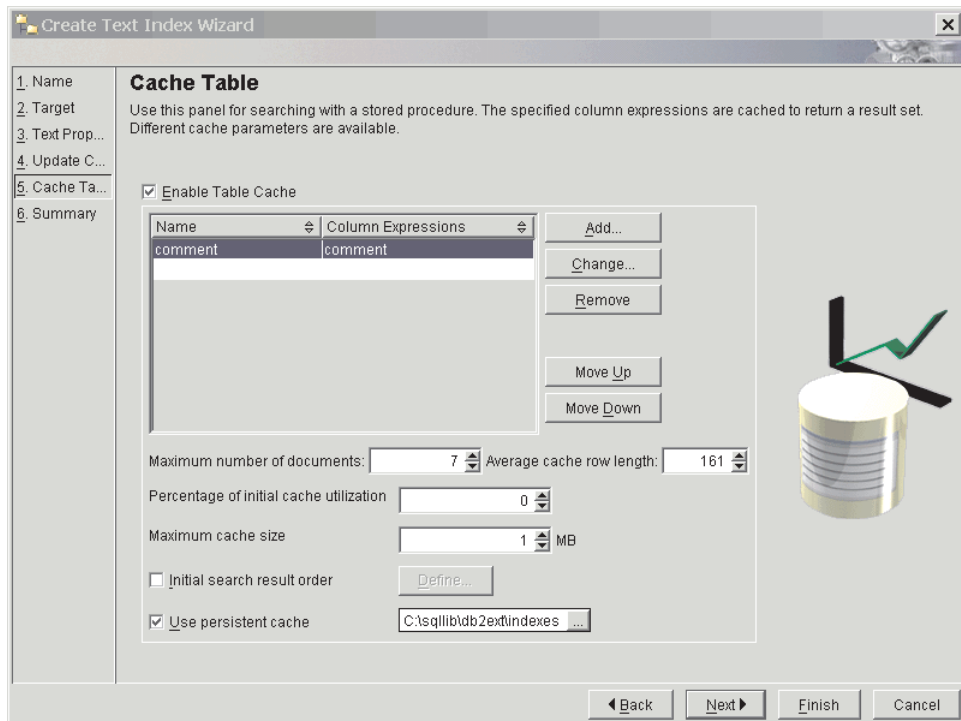 Create Text Index Wizard
1. Name
2. Target
3. Text Prop...
4. Update C...
5. Cache Ta...
6. Summary
Cache Table
Use this panel for searching with a stored procedure. The specified column expressions are cached to return a result set.
Different cache parameters are available.
Enable Table Cache
Name Column Expressions
comment comment
Add...
Change...
Remove
Move Up
Move Down
Maximum number of documents: 7 Average cache row length: 161
Percentage of initial cache utilization 0
Maximum cache size 1 MB
Initial search result order Define...
Use persistent cache C:\sqllib\db2ext\indexes ...
Back Next Finish Cancel